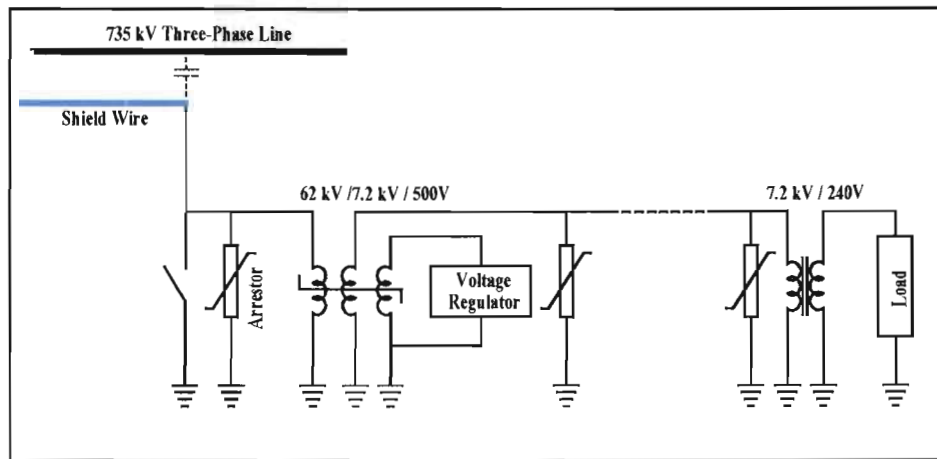 735 kV Three-Phase Line
Shield Wire
62 kV /7.2 kV / 500V
7.2 kV / 240V
Arrestor
Voltage
Regulator
Load